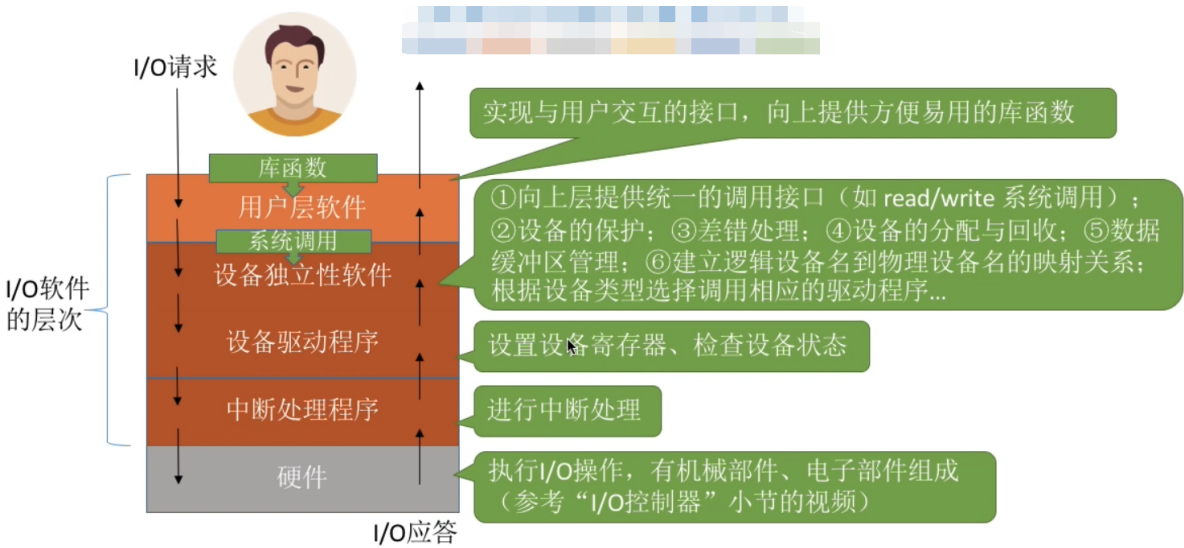 I/O请求
实现与用户交互的接口，向上提供方便易用的库函数
库函数
用户层软件
①向上层提供统一的调用接口（如 read/write 系统调用）；
②设备的保护；③差错处理；④设备的分配与回收；⑤数据
缓冲区管理；⑥建立逻辑设备名到物理设备名的映射关系；
根据设备类型选择调用相应的驱动程序...
系统调用
设备独立性软件
I/O软件
的层次
设备驱动程序
设置设备寄存器、检查设备状态
中断处理程序
进行中断处理
硬件
执行I/O操作，有机械部件、电子部件组成
（参考“I/O控制器”小节的视频）
I/O应答